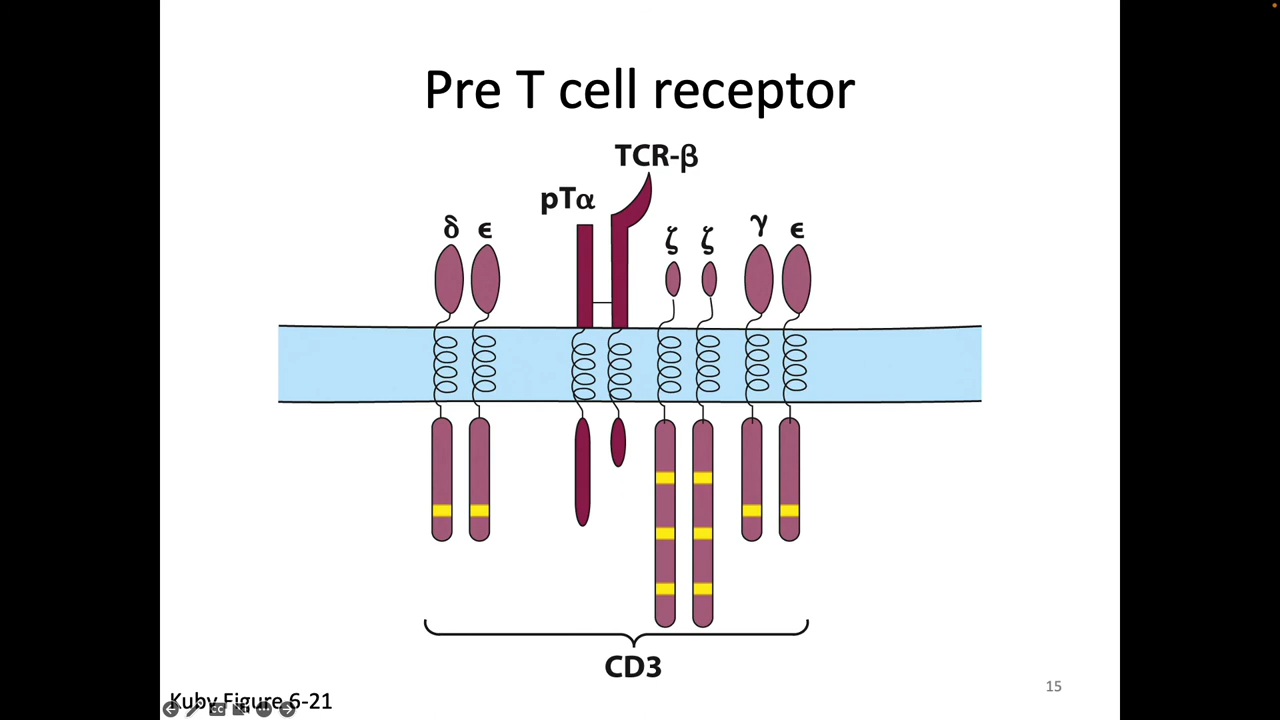 Pre T cell receptor
TCR-β
pTα
δ ϵ ζ ζ γ ϵ
CD3
Kuby Figure 6-21
15